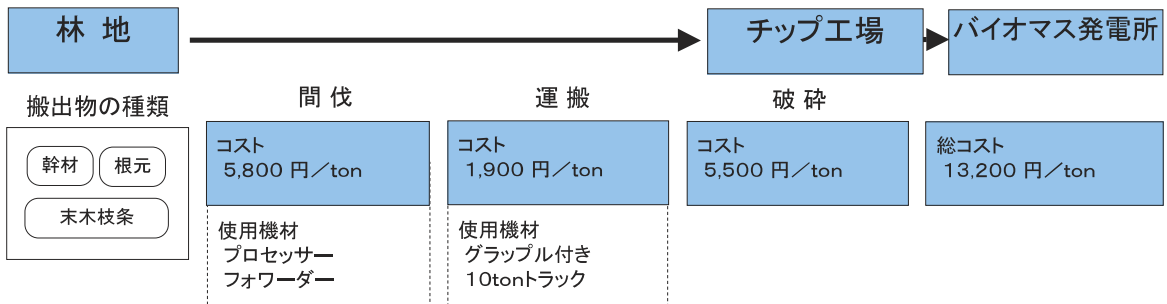 林 地
チップ工場
バイオマス発電所
搬出物の種類
間 伐
運 搬
破 砕
幹材
根元
末木枝条
コスト
5,800 円／ton
コスト
1,900 円／ton
コスト
5,500 円／ton
総コスト
13,200 円／ton
使用機材
プロセッサー
フォワーダー
使用機材
グラップル付き
10tonトラック